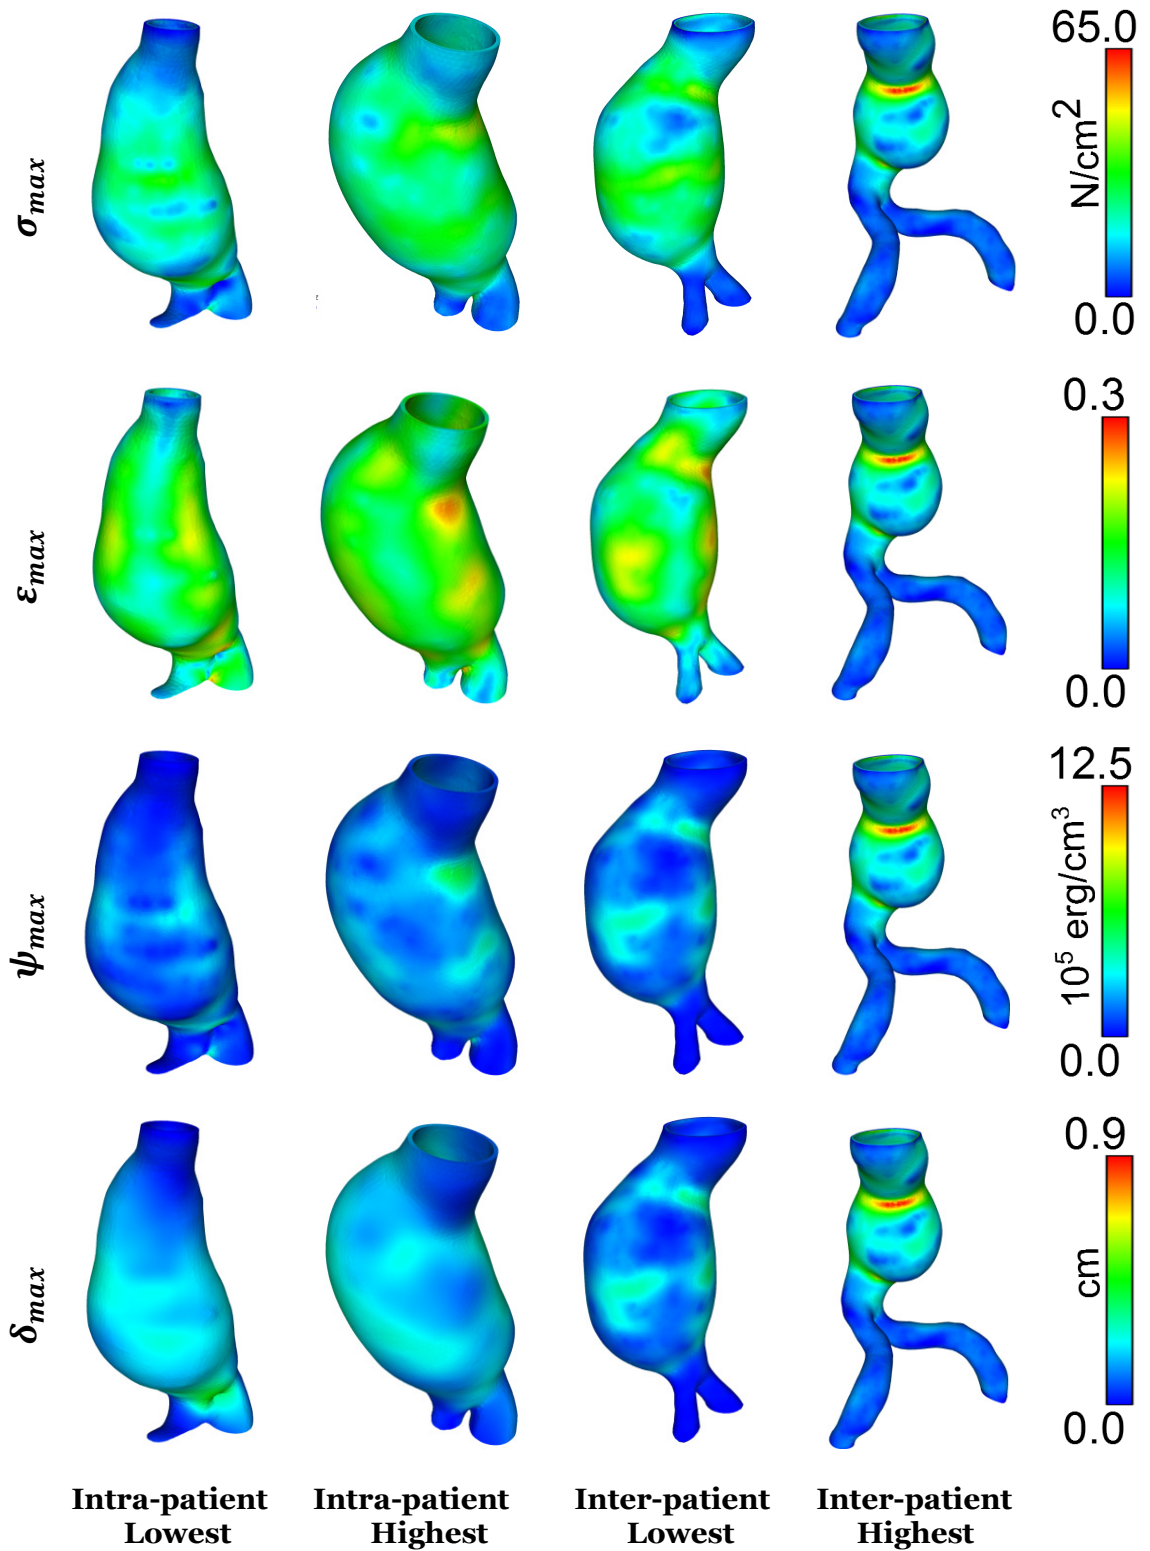 65.0
σmax
N/cm²
0.0
0.3
εmax
0.0
12.5
ψmax
10⁵ erg/cm³
0.0
0.9
δmax
cm
0.0
Intra-patient Intra-patient Inter-patient Inter-patient
Lowest Highest Lowest Highest